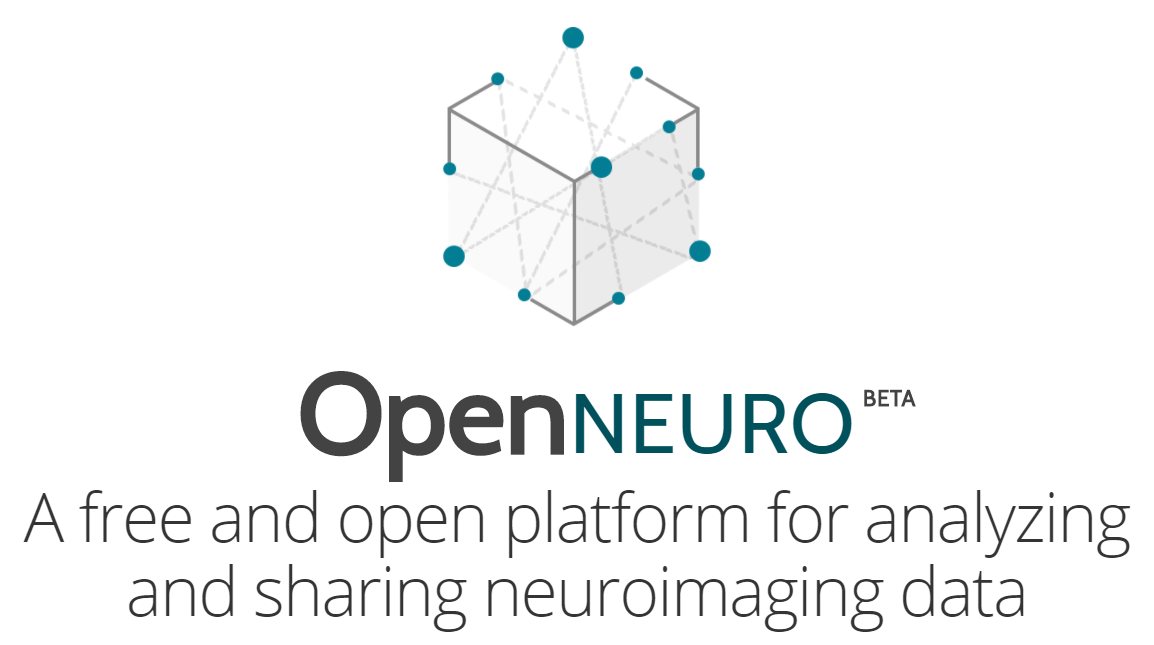 OpenNEURO BETA
A free and open platform for analyzing
and sharing neuroimaging data